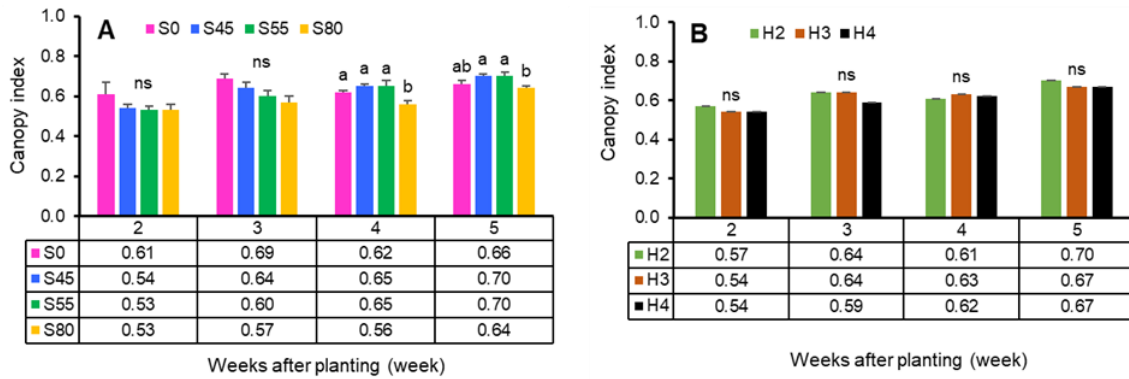 A
S0 S45 S55 S80
Canopy index
1.0
0.8
0.6
0.4
0.2
0.0
ns ns a a a b ab a a b
2 3 4 5
S0 0.61 0.69 0.62 0.66
S45 0.54 0.64 0.65 0.70
S55 0.53 0.60 0.65 0.70
S80 0.53 0.57 0.56 0.64
Weeks after planting (week)
B
H2 H3 H4
Canopy index
1.0
0.8
0.6
0.4
0.2
0.0
ns ns ns ns
2 3 4 5
H2 0.57 0.64 0.61 0.70
H3 0.54 0.64 0.63 0.67
H4 0.54 0.59 0.62 0.67
Weeks after planting (week)